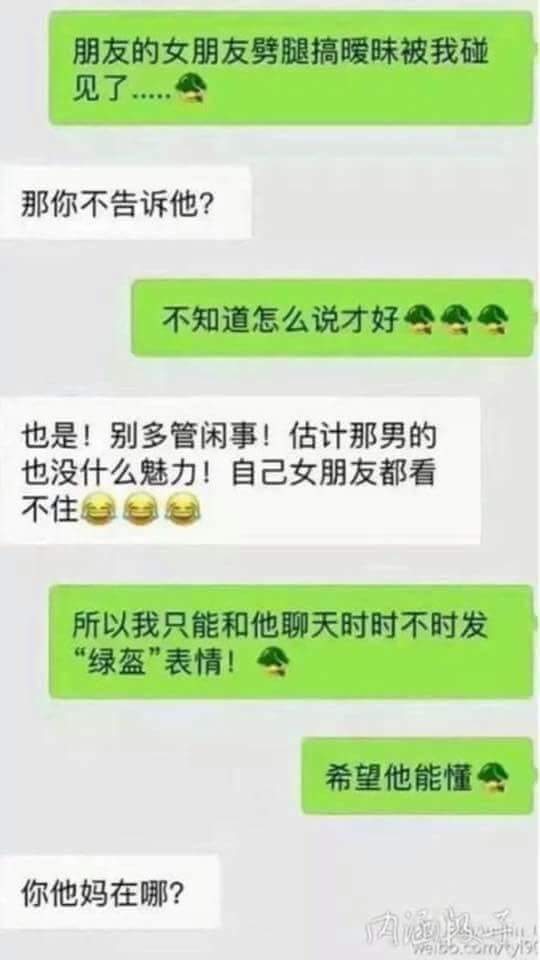 朋友的女朋友劈腿搞暧昧被我碰
见了.....
那你不告诉他?
不知道怎么说才好
也是!别多管闲事!估计那男的
也没什么魅力!自己女朋友都看
不住😂😂😂
所以我只能和他聊天时时不时发
“绿盔”表情!
希望他能懂
你他妈在哪?
内涵段子